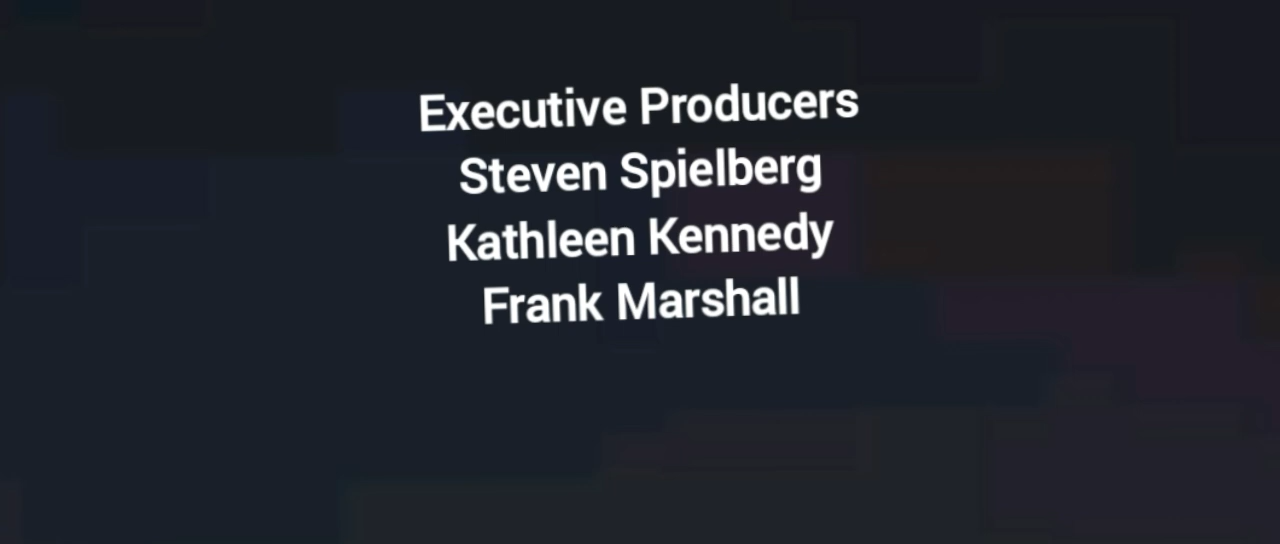 Executive Producers
Steven Spielberg
Kathleen Kennedy
Frank Marshall